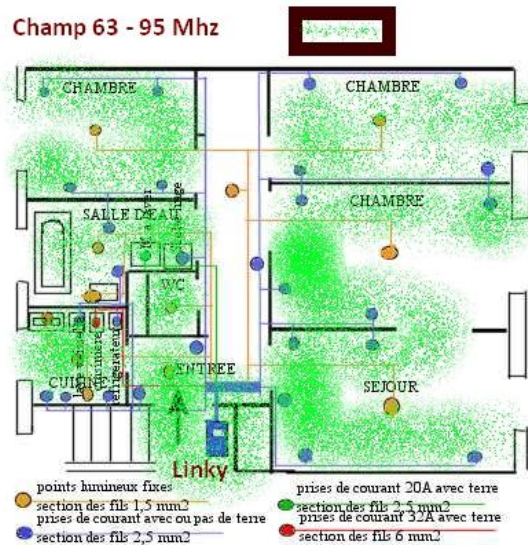 Champ 63 - 95 Mhz
CHAMBRE
CHAMBRE
SALLE D'EAU
CHAMBRE
WC
CUISINE
ENTREE
SEJOUR
Linky
points lumineux fixes
section des fils 1,5 mm2
prises de courant 20A avec terre
section des fils 2,5 mm2
prises de courant avec ou pas de terre
section des fils 2,5 mm2
prises de courant 32A avec terre
section des fils 6 mm2